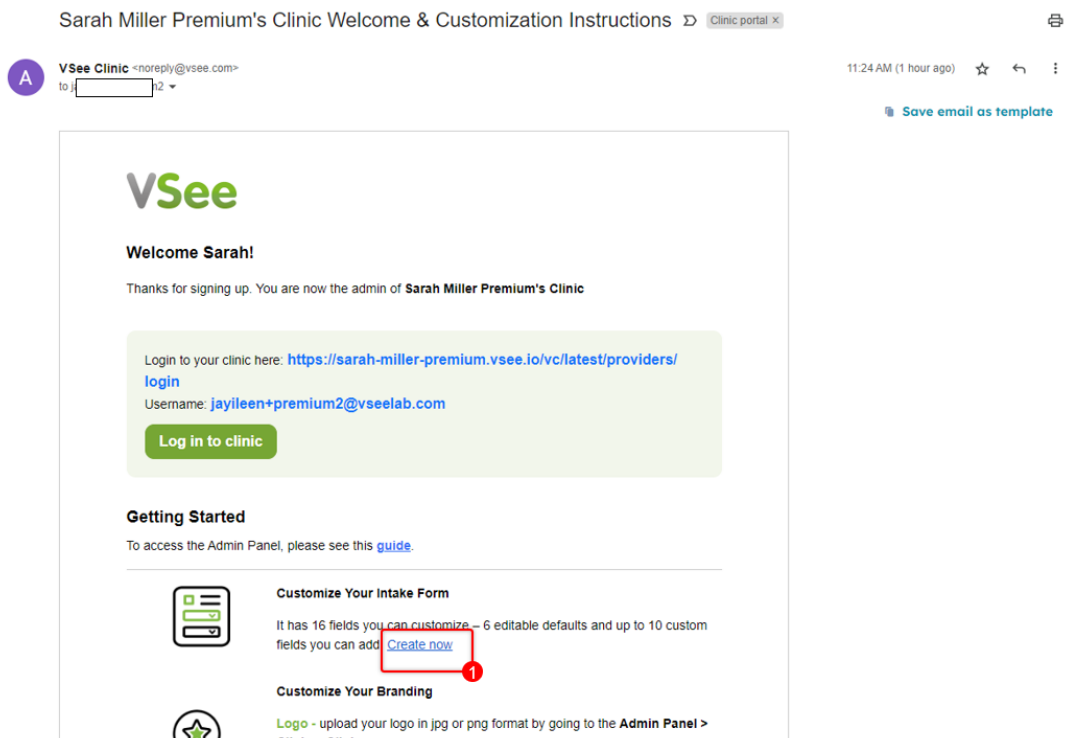 Sarah Miller Premium's Clinic Welcome & Customization Instructions Clinic portal ×
A
VSee Clinic <noreply@vsee.com>
11:24 AM (1 hour ago)
to j n2
Save email as template
VSee
Welcome Sarah!
Thanks for signing up. You are now the admin of Sarah Miller Premium's Clinic
Login to your clinic here: https://sarah-miller-premium.vsee.io/vc/latest/providers/
login
Username: jayileen+premium2@vseelab.com
Log in to clinic
Getting Started
To access the Admin Panel, please see this guide.
Customize Your Intake Form
It has 16 fields you can customize – 6 editable defaults and up to 10 custom
fields you can add Create now
1
Customize Your Branding
Logo - upload your logo in jpg or png format by going to the Admin Panel >